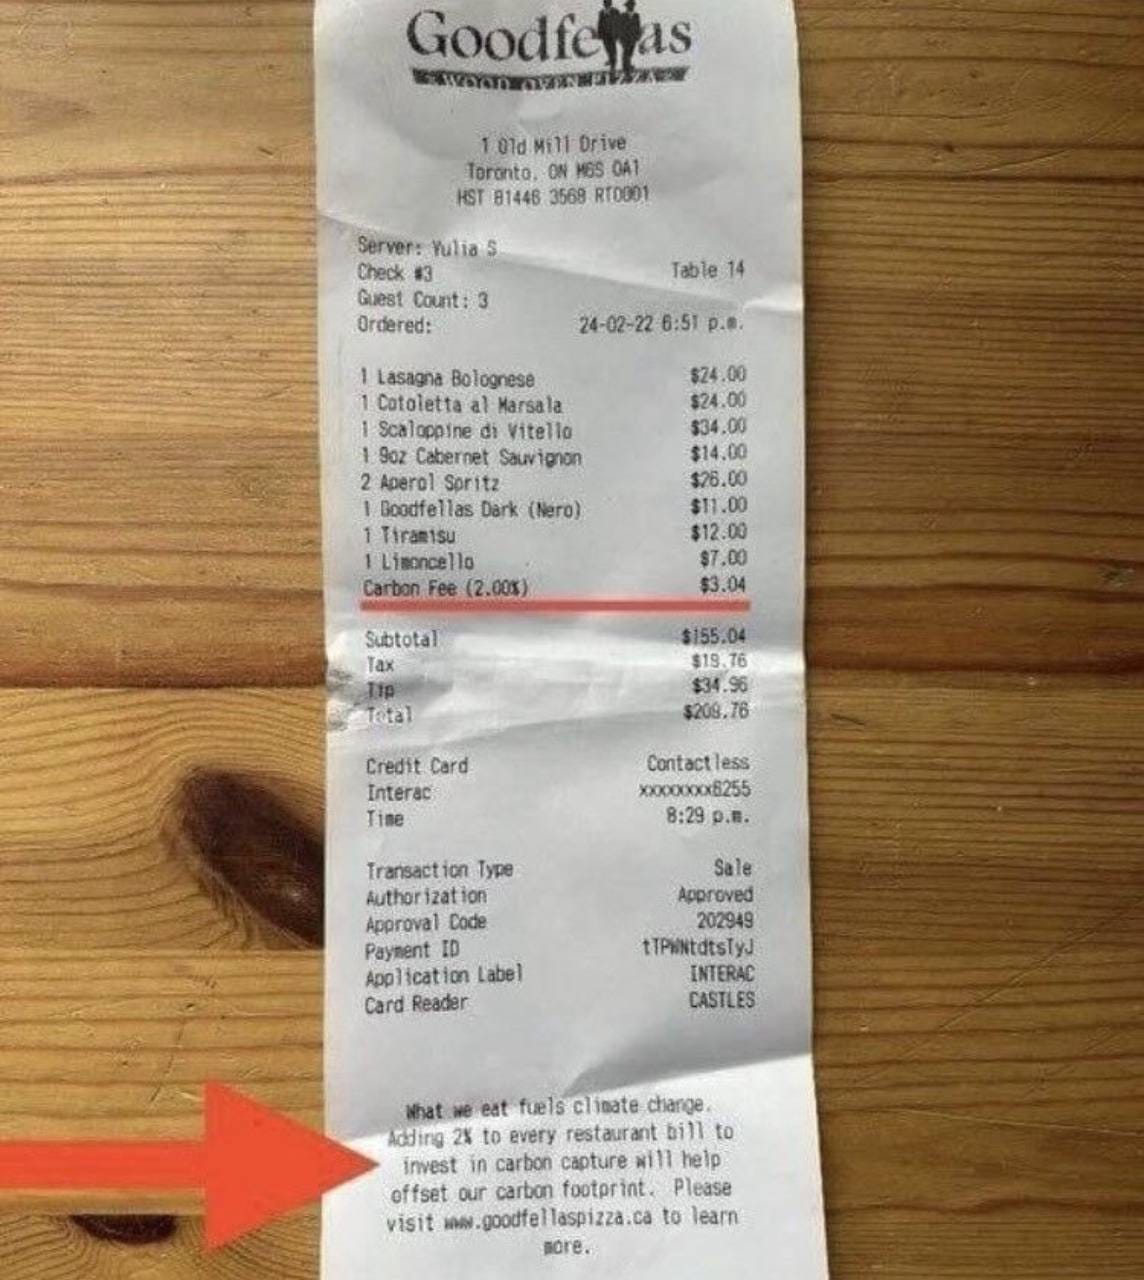 Goodfellas
WOOD OVEN PIZZA
1 Old Mill Drive
Toronto, ON M6S 0A1
HST 81446 3568 RT0001
Server: Yulia S
Check #3 Table 14
Guest Count: 3
Ordered: 24-02-22 6:51 p.m.
1 Lasagna Bolognese $24.00
1 Cotoletta al Marsala $24.00
1 Scaloppine di Vitello $34.00
1 9oz Cabernet Sauvignon $14.00
2 Aperol Spritz $26.00
1 Goodfellas Dark (Nero) $11.00
1 Tiramisu $12.00
1 Limoncello $7.00
Carbon Fee (2.00%) $3.04
Subtotal $155.04
Tax $19.76
Tip $34.96
Total $209.76
Credit Card Contactless
Interac xxxxxxxx6255
Time 8:29 p.m.
Transaction Type Sale
Authorization Approved
Approval Code 202949
Payment ID tTPWNtdtsTyJ
Application Label INTERAC
Card Reader CASTLES
What we eat fuels climate change.
Adding 2% to every restaurant bill to
invest in carbon capture will help
offset our carbon footprint. Please
visit www.goodfellaspizza.ca to learn
more.